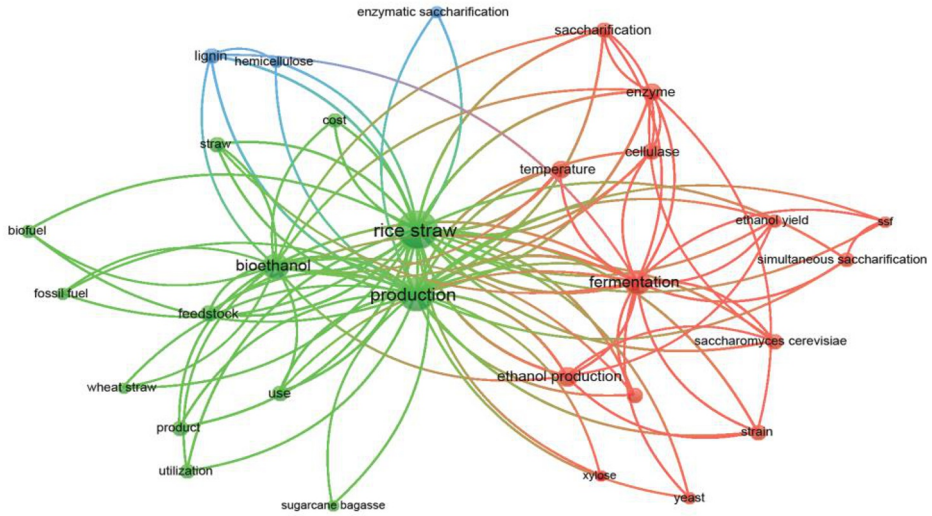 enzymatic saccharification
saccharification
lignin
hemicellulose
enzyme
cost
straw
cellulase
temperature
biofuel
rice straw
ethanol yield
ssf
simultaneous saccharification
bioethanol
fermentation
fossil fuel
production
feedstock
saccharomyces cerevisiae
wheat straw
use
ethanol production
product
strain
utilization
xylose
sugarcane bagasse
yeast